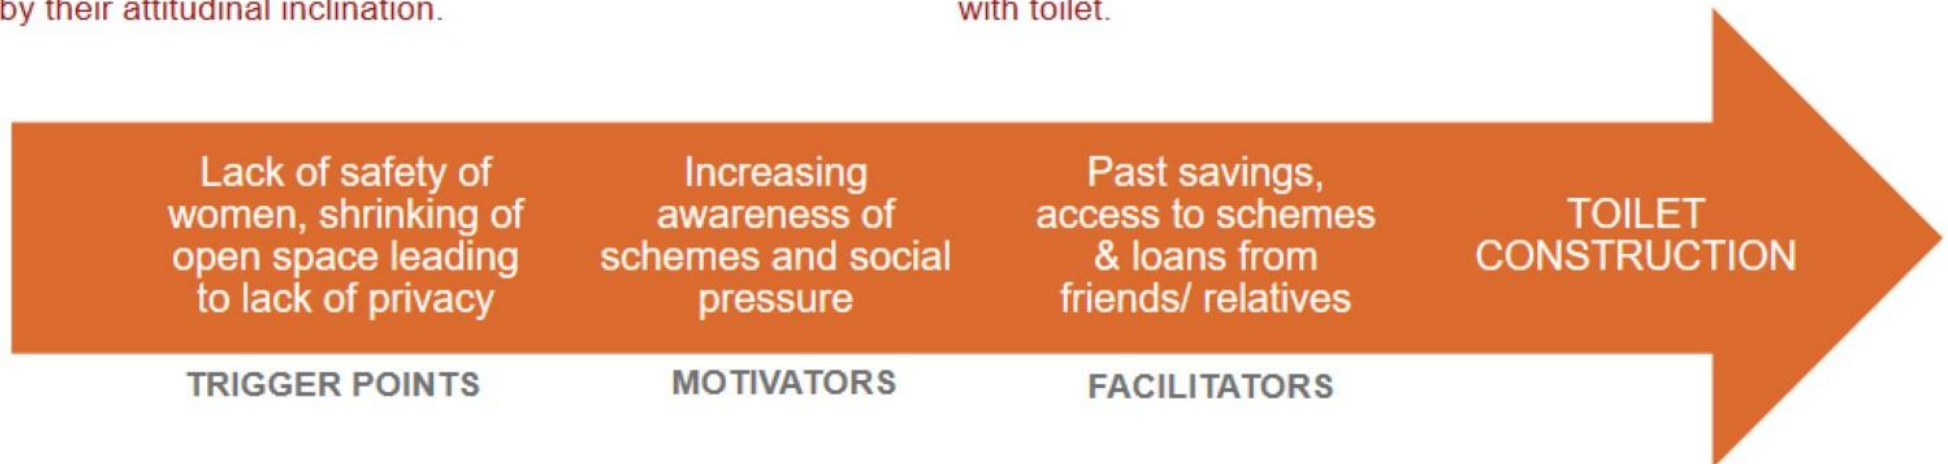 by their attitudinal inclination.
with toilet.
Lack of safety of
women, shrinking of
open space leading
to lack of privacy
Increasing
awareness of
schemes and social
pressure
Past savings,
access to schemes
& loans from
friends/ relatives
TOILET
CONSTRUCTION
TRIGGER POINTS
MOTIVATORS
FACILITATORS